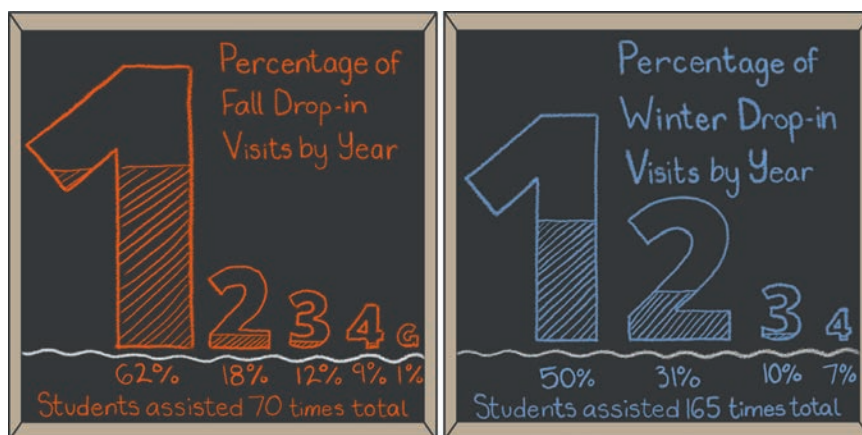 Percentage of
Fall Drop-in
Visits by Year
1
2
3
4
G
62% 18% 12% 9% 1%
Students assisted 70 times total
Percentage of
Winter Drop-in
Visits by Year
1
2
3
4
50% 31% 10% 7%
Students assisted 165 times total